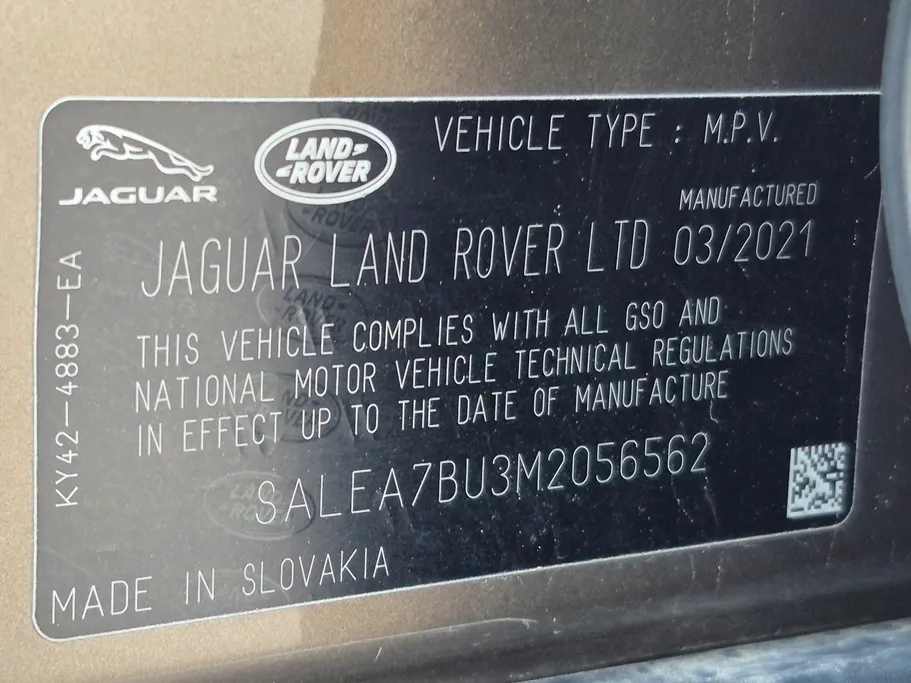 JAGUAR
LAND-
-ROVER
VEHICLE TYPE : M.P.V.
MANUFACTURED
JAGUAR LAND ROVER LTD 03/2021
THIS VEHICLE COMPLIES WITH ALL GSO AND
NATIONAL MOTOR VEHICLE TECHNICAL REGULATIONS
IN EFFECT UP TO THE DATE OF MANUFACTURE
SALEA7BU3M2056562
MADE IN SLOVAKIA
KY42-4883-EA